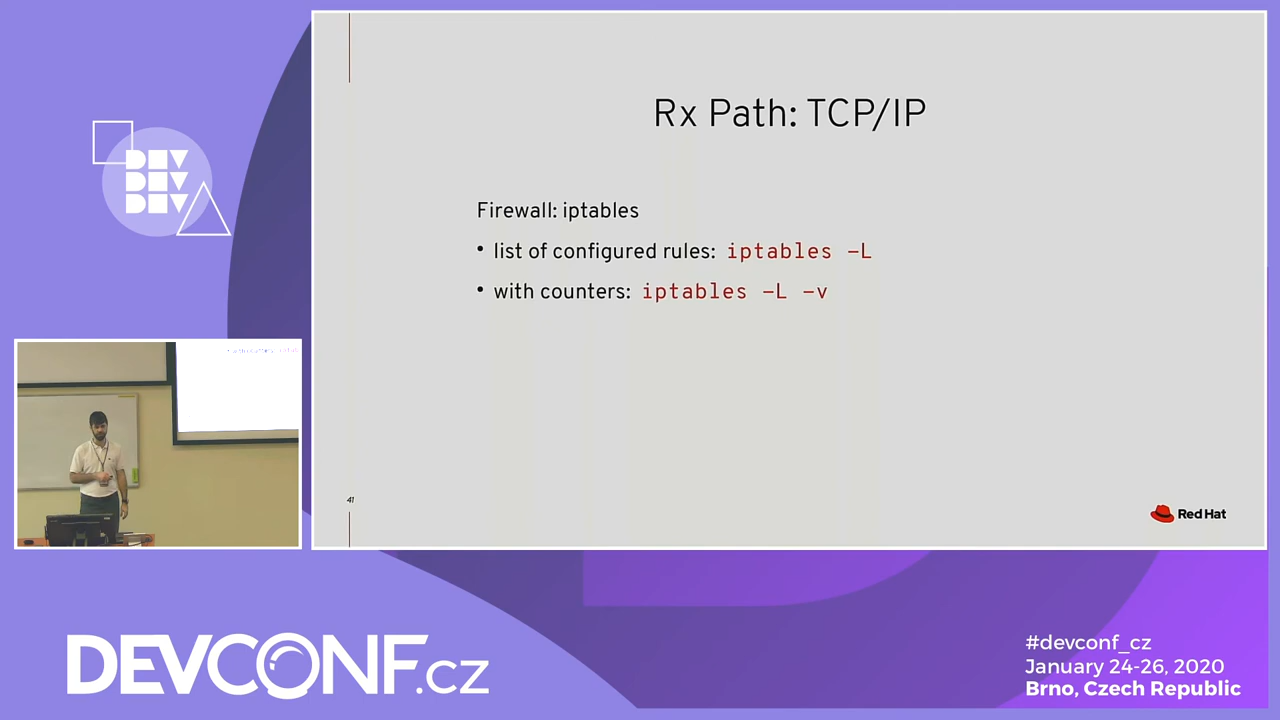 DEV
DEV
DEV
Rx Path: TCP/IP
Firewall: iptables
• list of configured rules: iptables -L
• with counters: iptables -L -v
41
Red Hat
DEVCONF.cz
#devconf_cz
January 24-26, 2020
Brno, Czech Republic